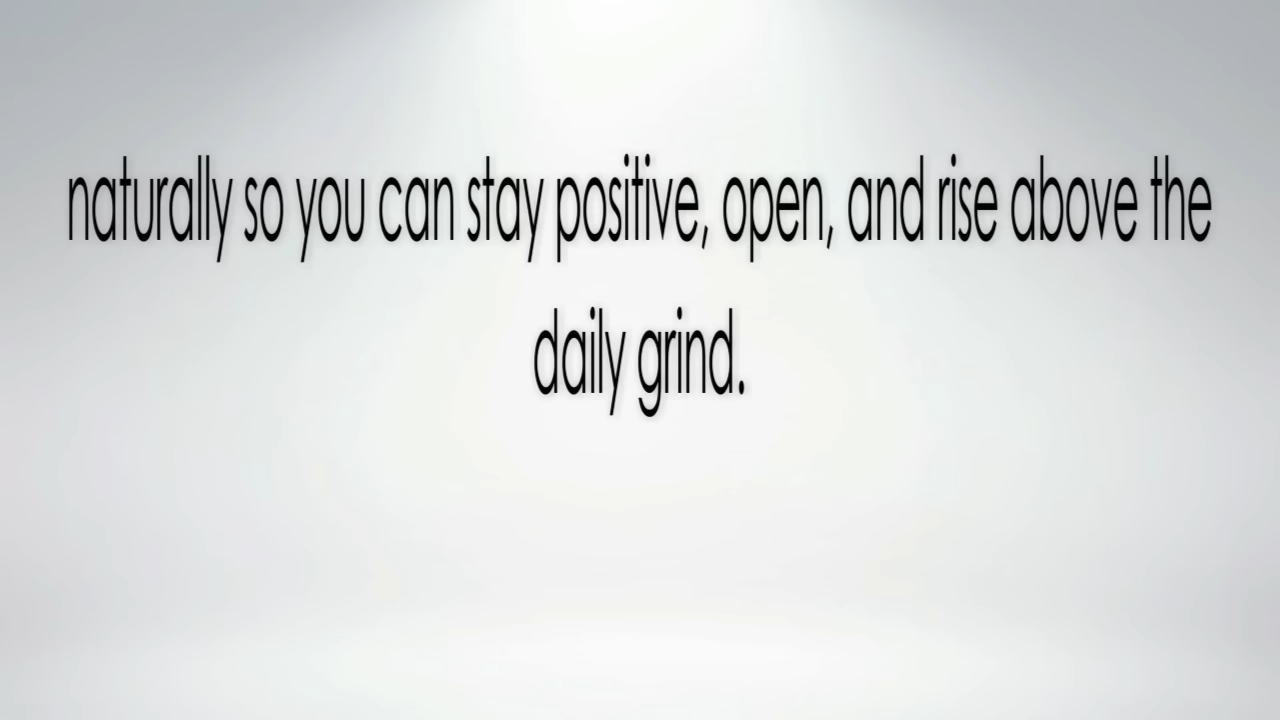 naturally so you can stay positive, open, and rise above the
daily grind.